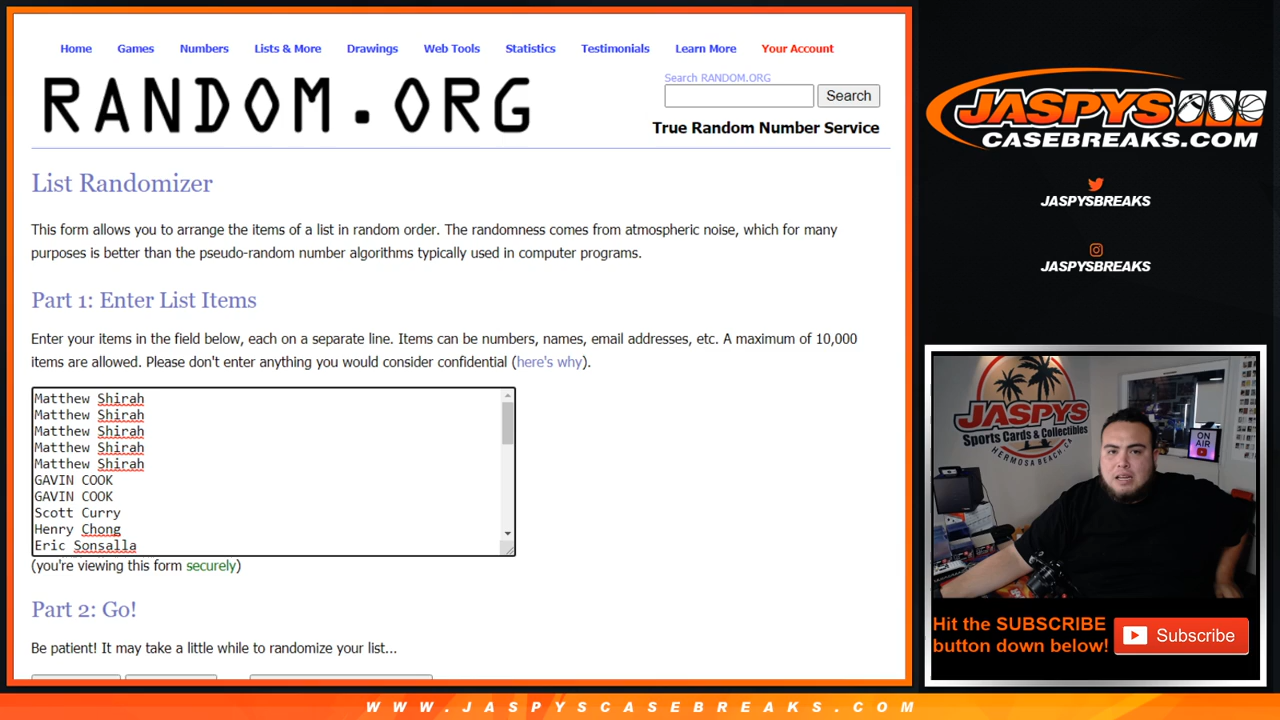 Home Games Numbers Lists & More Drawings Web Tools Statistics Testimonials Learn More Your Account
RANDOM.ORG
Search RANDOM.ORG
Search
True Random Number Service
List Randomizer
This form allows you to arrange the items of a list in random order. The randomness comes from atmospheric noise, which for many
purposes is better than the pseudo-random number algorithms typically used in computer programs.
Part 1: Enter List Items
Enter your items in the field below, each on a separate line. Items can be numbers, names, email addresses, etc. A maximum of 10,000
items are allowed. Please don't enter anything you would consider confidential (here's why).
Matthew Shirah
Matthew Shirah
Matthew Shirah
Matthew Shirah
Matthew Shirah
GAVIN COOK
GAVIN COOK
Scott Curry
Henry Chong
Eric Sonsalla
(you're viewing this form securely)
Part 2: Go!
Be patient! It may take a little while to randomize your list...
JASPYS
CASEBREAKS.COM
JASPYSBREAKS
JASPYSBREAKS
JASPYS
Sports Cards & Collectibles
HERMOSA BEACH, CA
ON
AIR
Hit the SUBSCRIBE
button down below!
Subscribe
WWW.JASPYSCASEBREAKS.COM